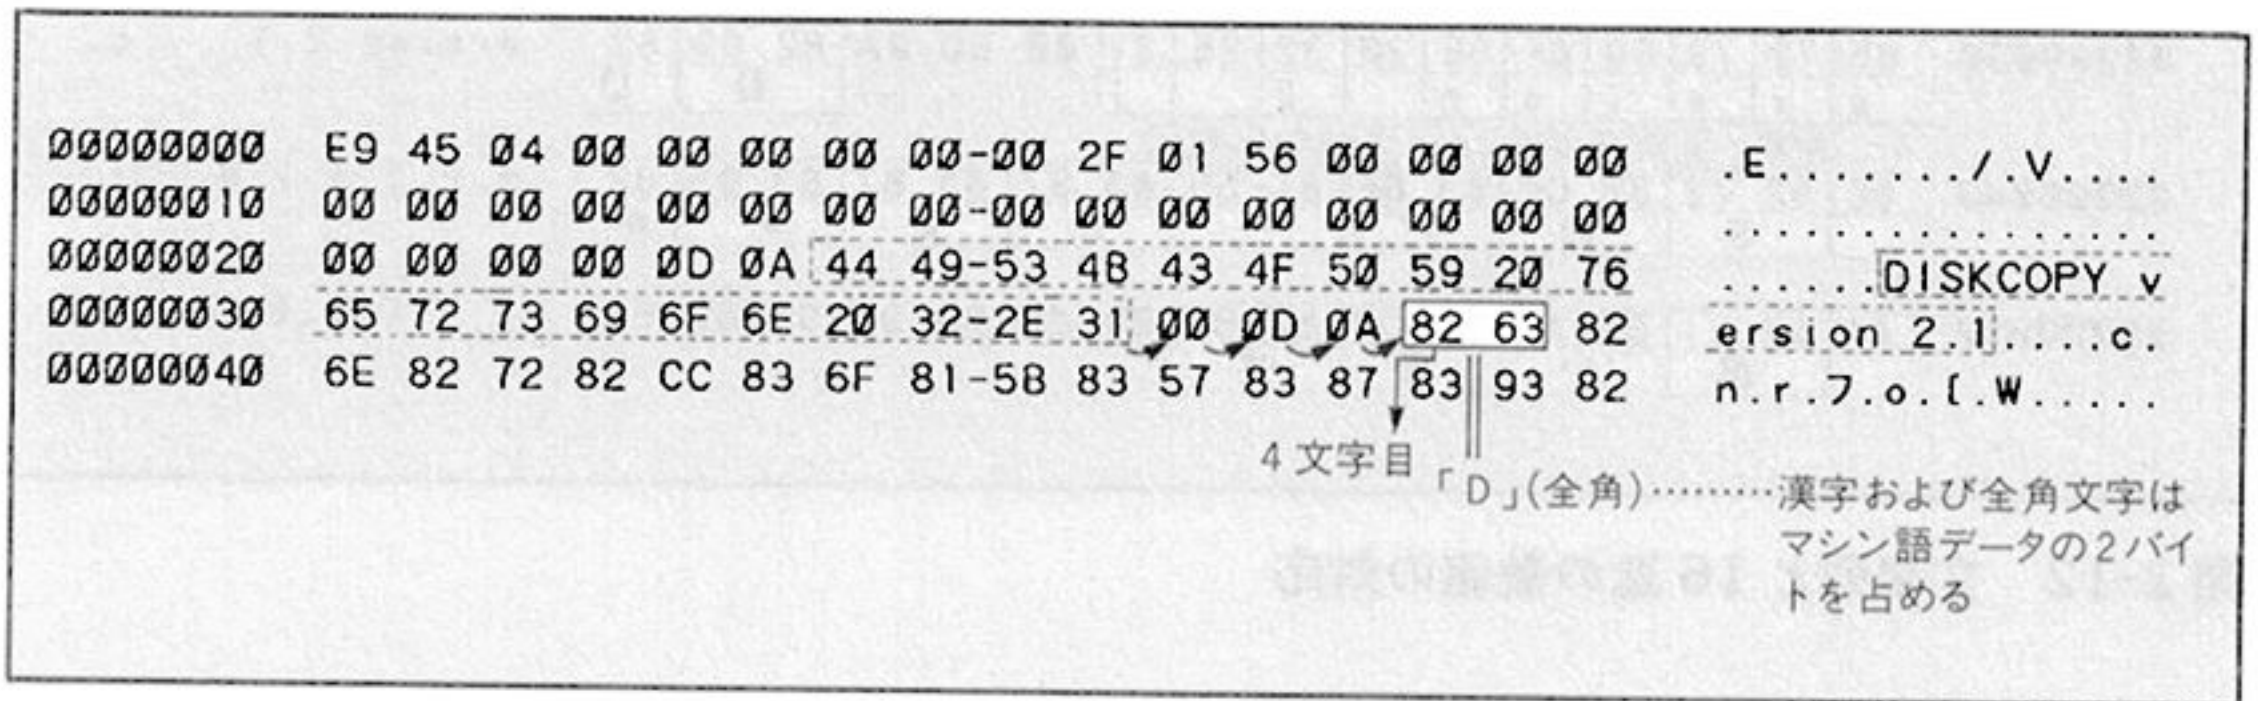 00000000 E9 45 04 00 00 00 00 00-00 2F 01 56 00 00 00 00 .E......./.V....
00000010 00 00 00 00 00 00 00 00-00 00 00 00 00 00 00 00 ................
00000020 00 00 00 00 0D 0A 44 49-53 4B 43 4F 50 59 20 76 ......DISKCOPY v
00000030 65 72 73 69 6F 6E 20 32-2E 31 00 0D 0A 82 63 82 ersion 2.1....c.
00000040 6E 82 72 82 CC 83 6F 81-5B 83 57 83 87 83 93 82 n.r.フ.o.[.W.....
4文字目
「D」(全角)………漢字および全角文字は
マシン語データの2バイ
トを占める